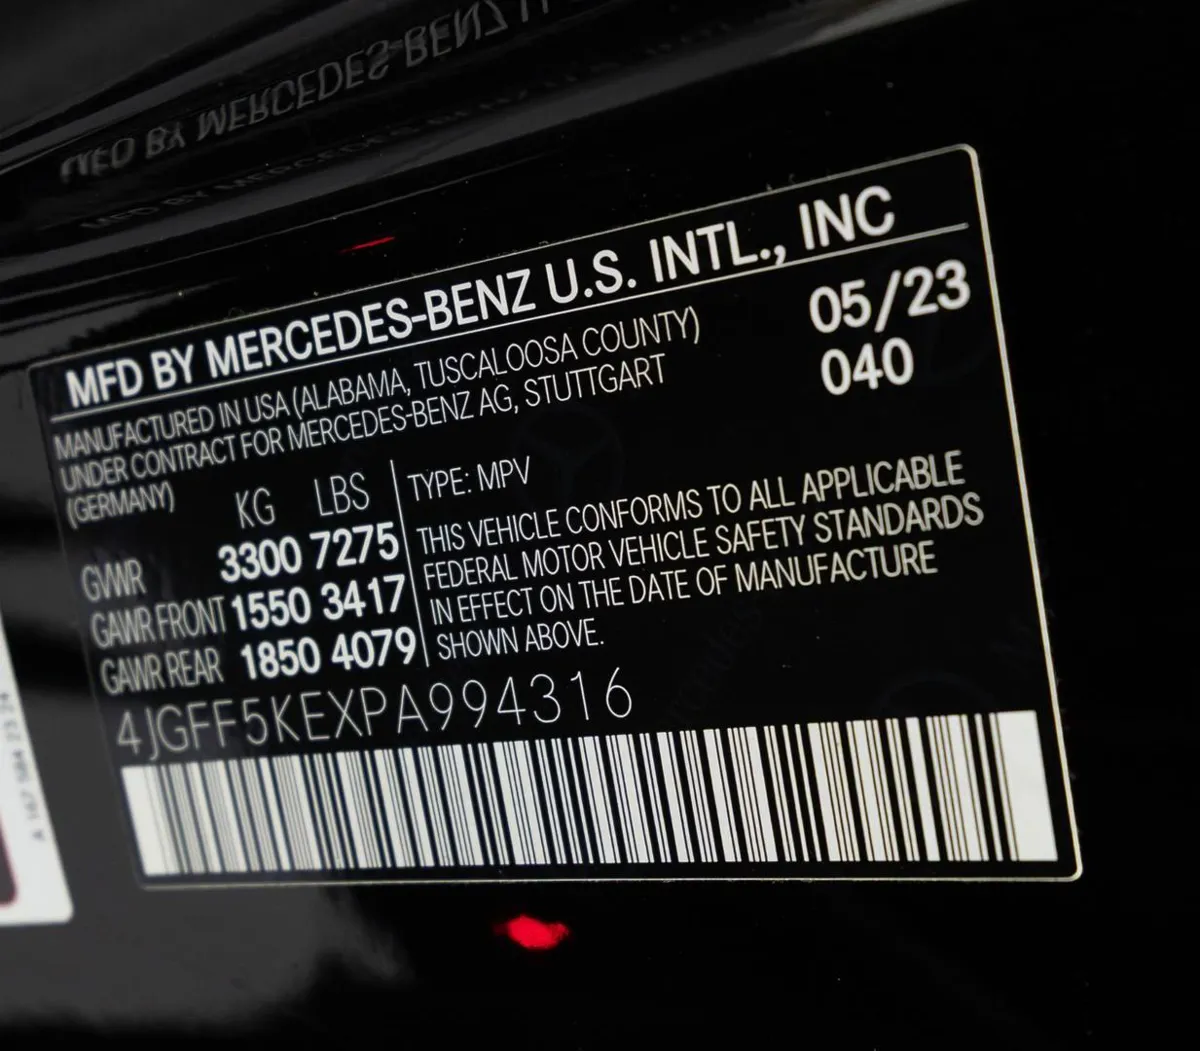 MFD BY MERCEDES-BENZ U.S. INTL., INC
MANUFACTURED IN USA (ALABAMA, TUSCALOOSA COUNTY)
UNDER CONTRACT FOR MERCEDES-BENZ AG, STUTTGART
(GERMANY)
05/23
040
KG LBS
GVWR 3300 7275
GAWR FRONT 1550 3417
GAWR REAR 1850 4079
TYPE: MPV
THIS VEHICLE CONFORMS TO ALL APPLICABLE
FEDERAL MOTOR VEHICLE SAFETY STANDARDS
IN EFFECT ON THE DATE OF MANUFACTURE
SHOWN ABOVE.
4JGFF5KEXPA994316